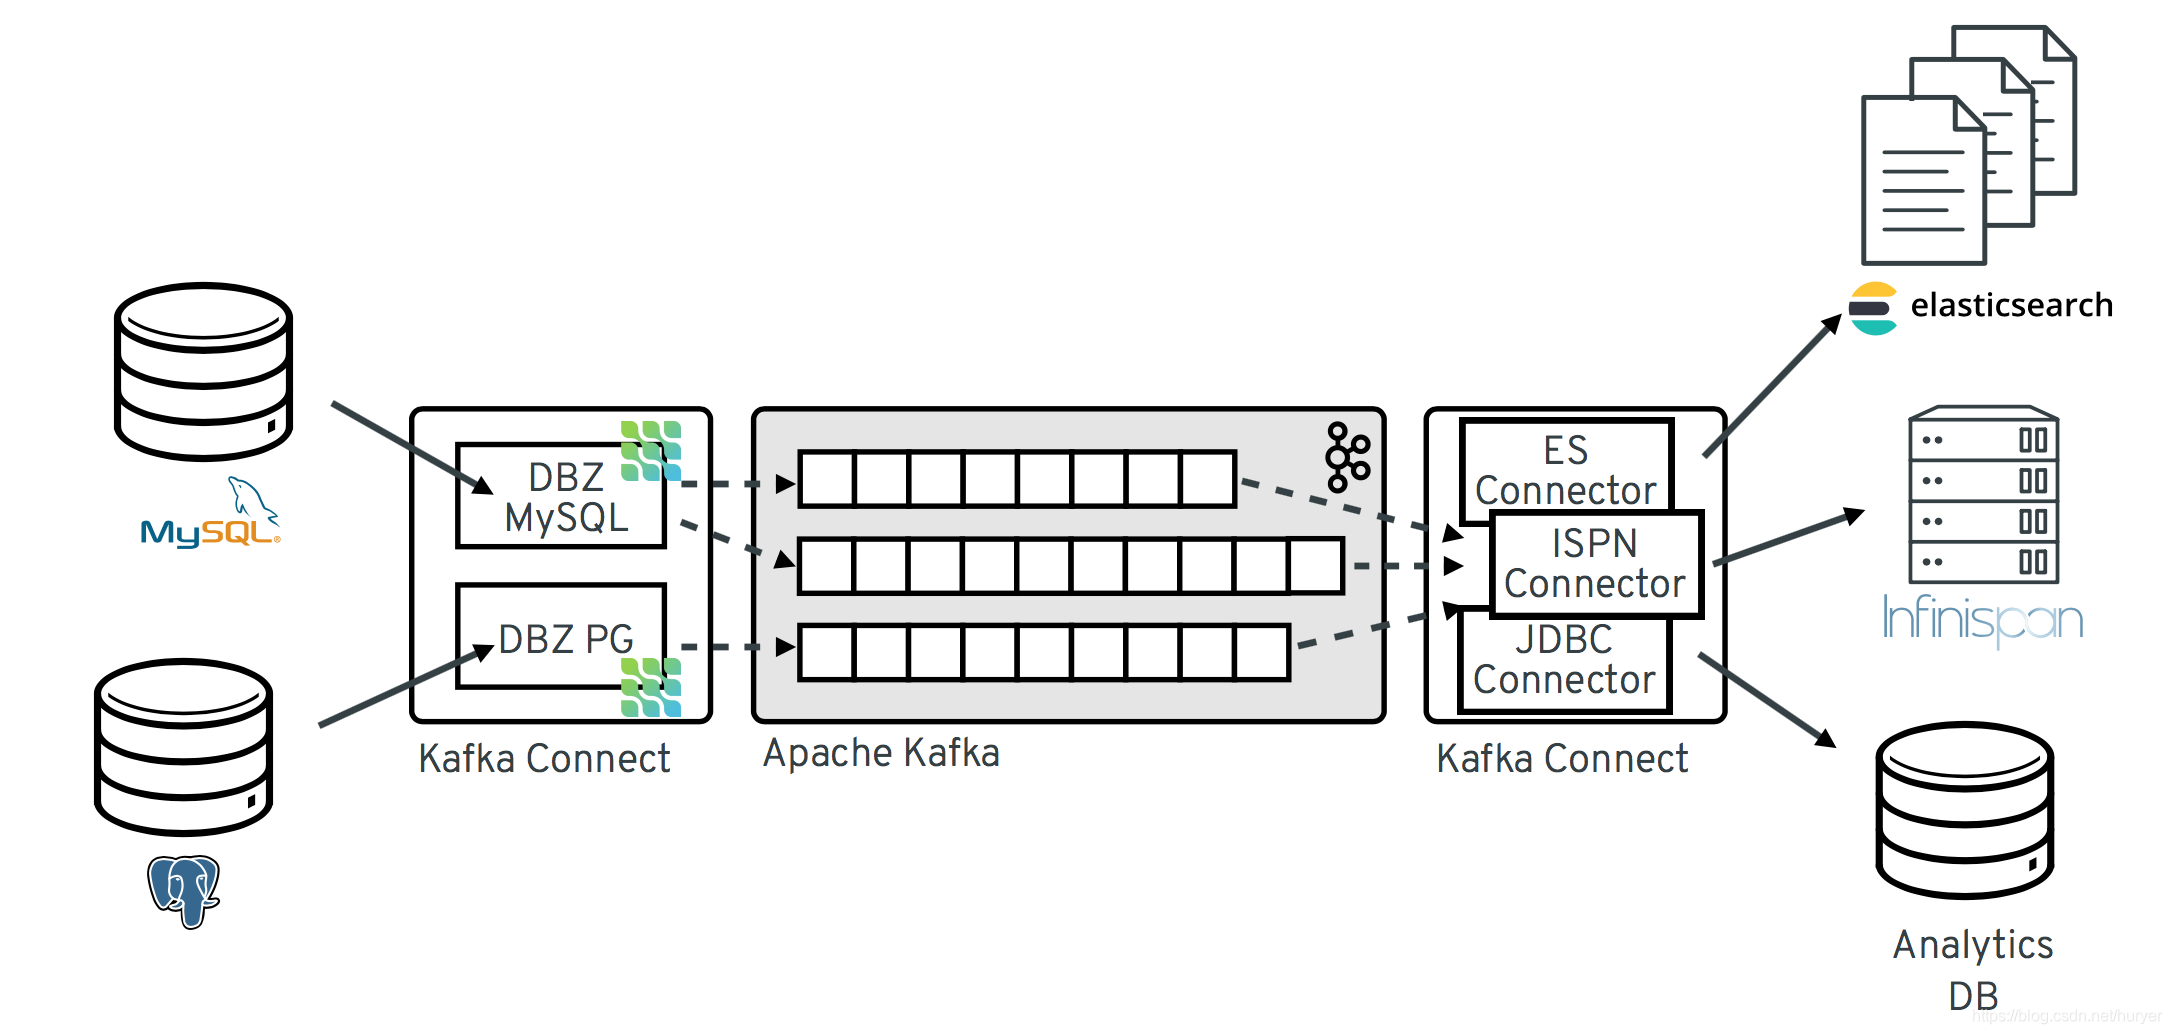 elasticsearch
MySQL®
DBZ
MySQL
DBZ PG
Kafka Connect
Apache Kafka
ES
Connector
ISPN
Connector
JDBC
Connector
Kafka Connect
Infinispan
Analytics
DB
https://blog.csdn.net/huryer